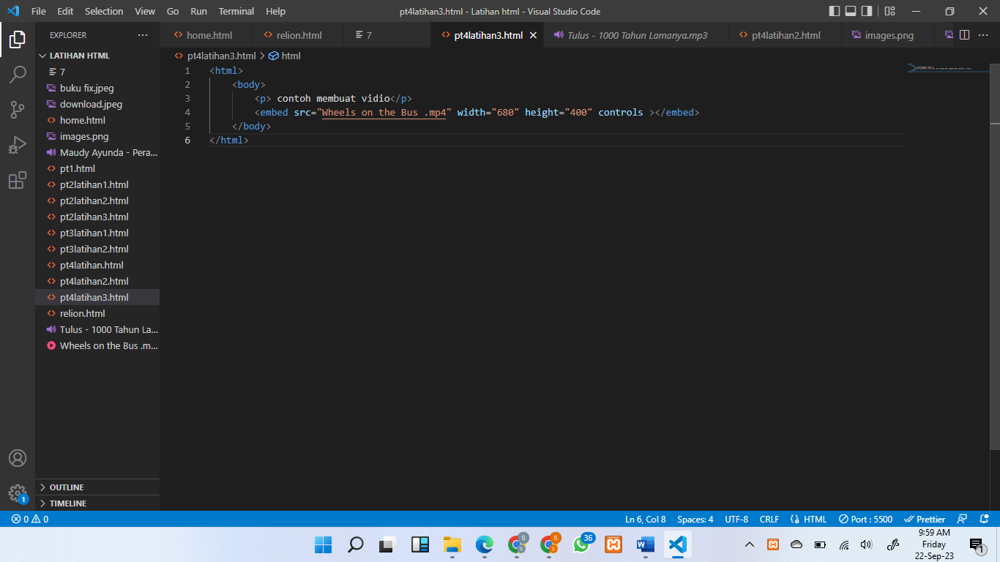 File Edit Selection View Go Run Terminal Help pt4latihan3.html - Latihan html - Visual Studio Code
EXPLORER ··· home.html relion.html 7 pt4latihan3.html Tulus - 1000 Tahun Lamanya.mp3 pt4latihan2.html images.png ···
LATIHAN HTML
7
buku fix.jpeg
download.jpeg
home.html
images.png
Maudy Ayunda - Pera...
pt1.html
pt2latihan1.html
pt2latihan2.html
pt2latihan3.html
pt3latihan1.html
pt3latihan2.html
pt4latihan.html
pt4latihan2.html
pt4latihan3.html
relion.html
Tulus - 1000 Tahun La...
Wheels on the Bus .m...
OUTLINE
TIMELINE
pt4latihan3.html > html
1 <html>
2 <body>
3 <p> contoh membuat vidio</p>
4 <embed src="Wheels on the Bus .mp4" width="680" height="400" controls ></embed>
5 </body>
6 </html>
1
0 0 Ln 6, Col 8 Spaces: 4 UTF-8 CRLF {} HTML Port : 5500 Prettier
S S 36 W
9:59 AM
Friday
22-Sep-23
1